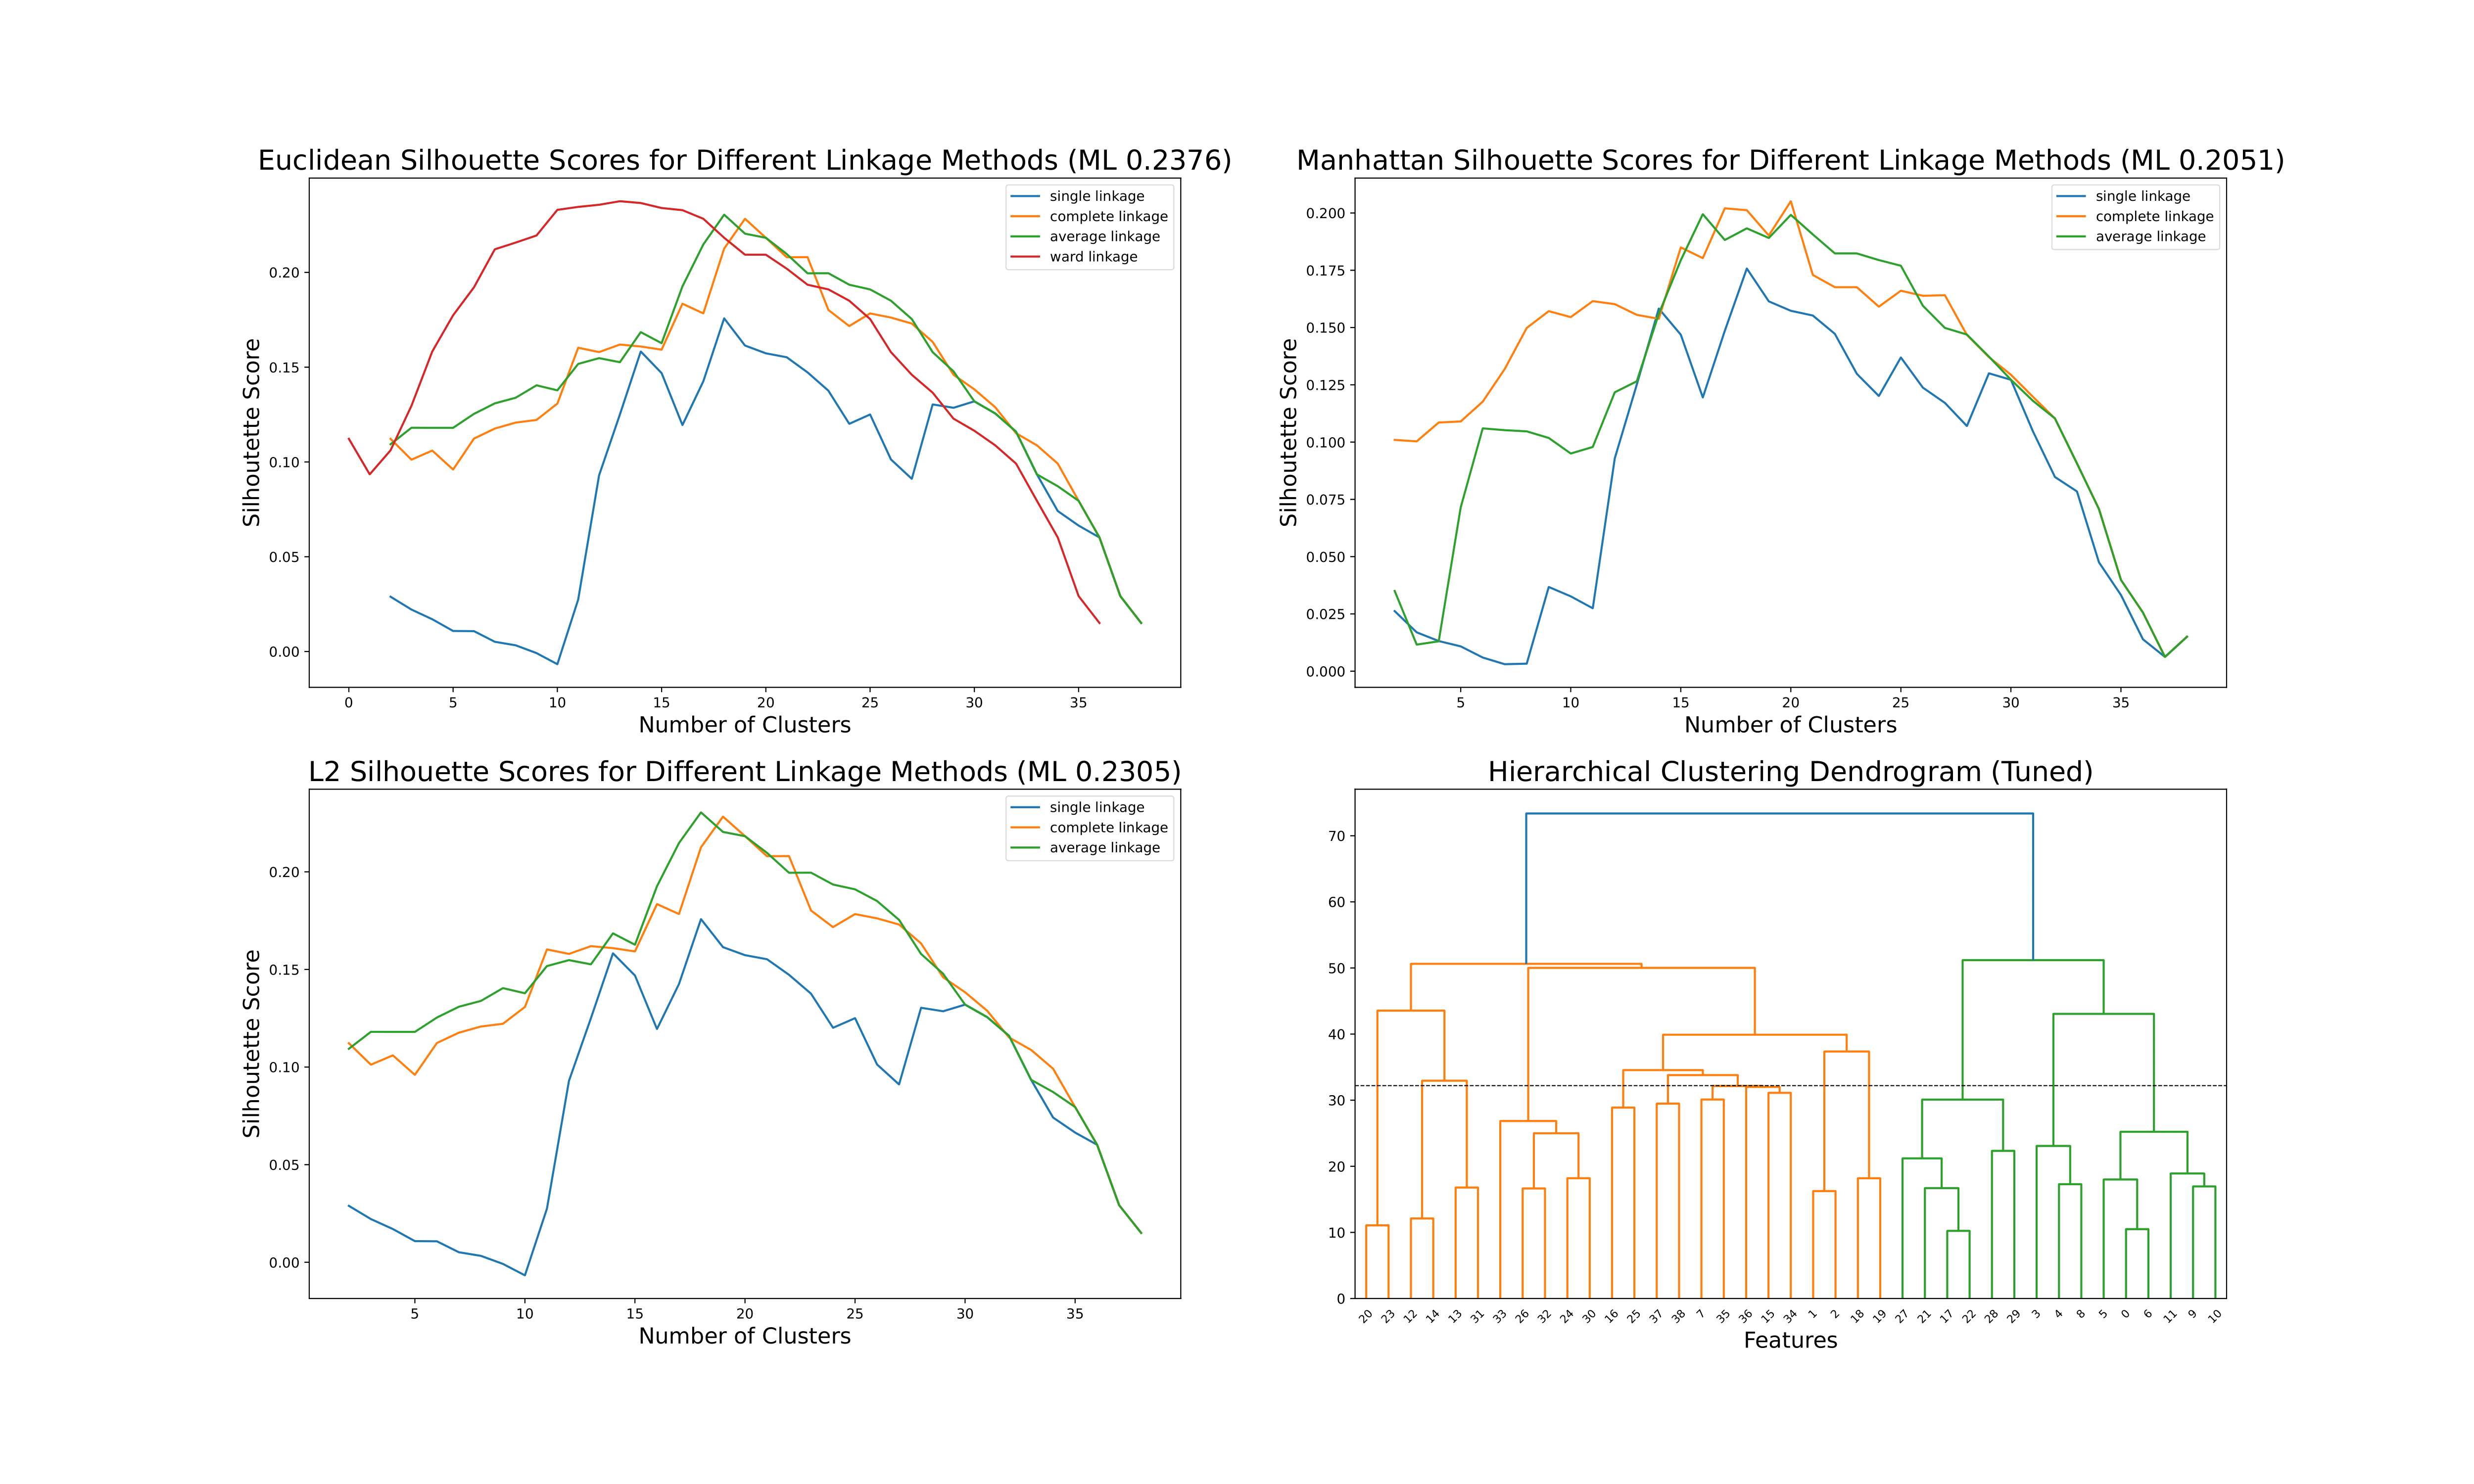 Euclidean Silhouette Scores for Different Linkage Methods (ML 0.2376)
single linkage
complete linkage
average linkage
ward linkage
Silhoutette Score
0.20
0.15
0.10
0.05
0.00
0 5 10 15 20 25 30 35
Number of Clusters
Manhattan Silhouette Scores for Different Linkage Methods (ML 0.2051)
single linkage
complete linkage
average linkage
Silhoutette Score
0.200
0.175
0.150
0.125
0.100
0.075
0.050
0.025
0.000
5 10 15 20 25 30 35
Number of Clusters
L2 Silhouette Scores for Different Linkage Methods (ML 0.2305)
single linkage
complete linkage
average linkage
Silhoutette Score
0.20
0.15
0.10
0.05
0.00
5 10 15 20 25 30 35
Number of Clusters
Hierarchical Clustering Dendrogram (Tuned)
70
60
50
40
30
20
10
0
20 23 12 14 13 31 33 26 32 24 30 16 25 37 38 7 35 36 15 34 1 2 18 19 27 21 17 22 28 29 3 4 8 5 0 6 11 9 10
Features